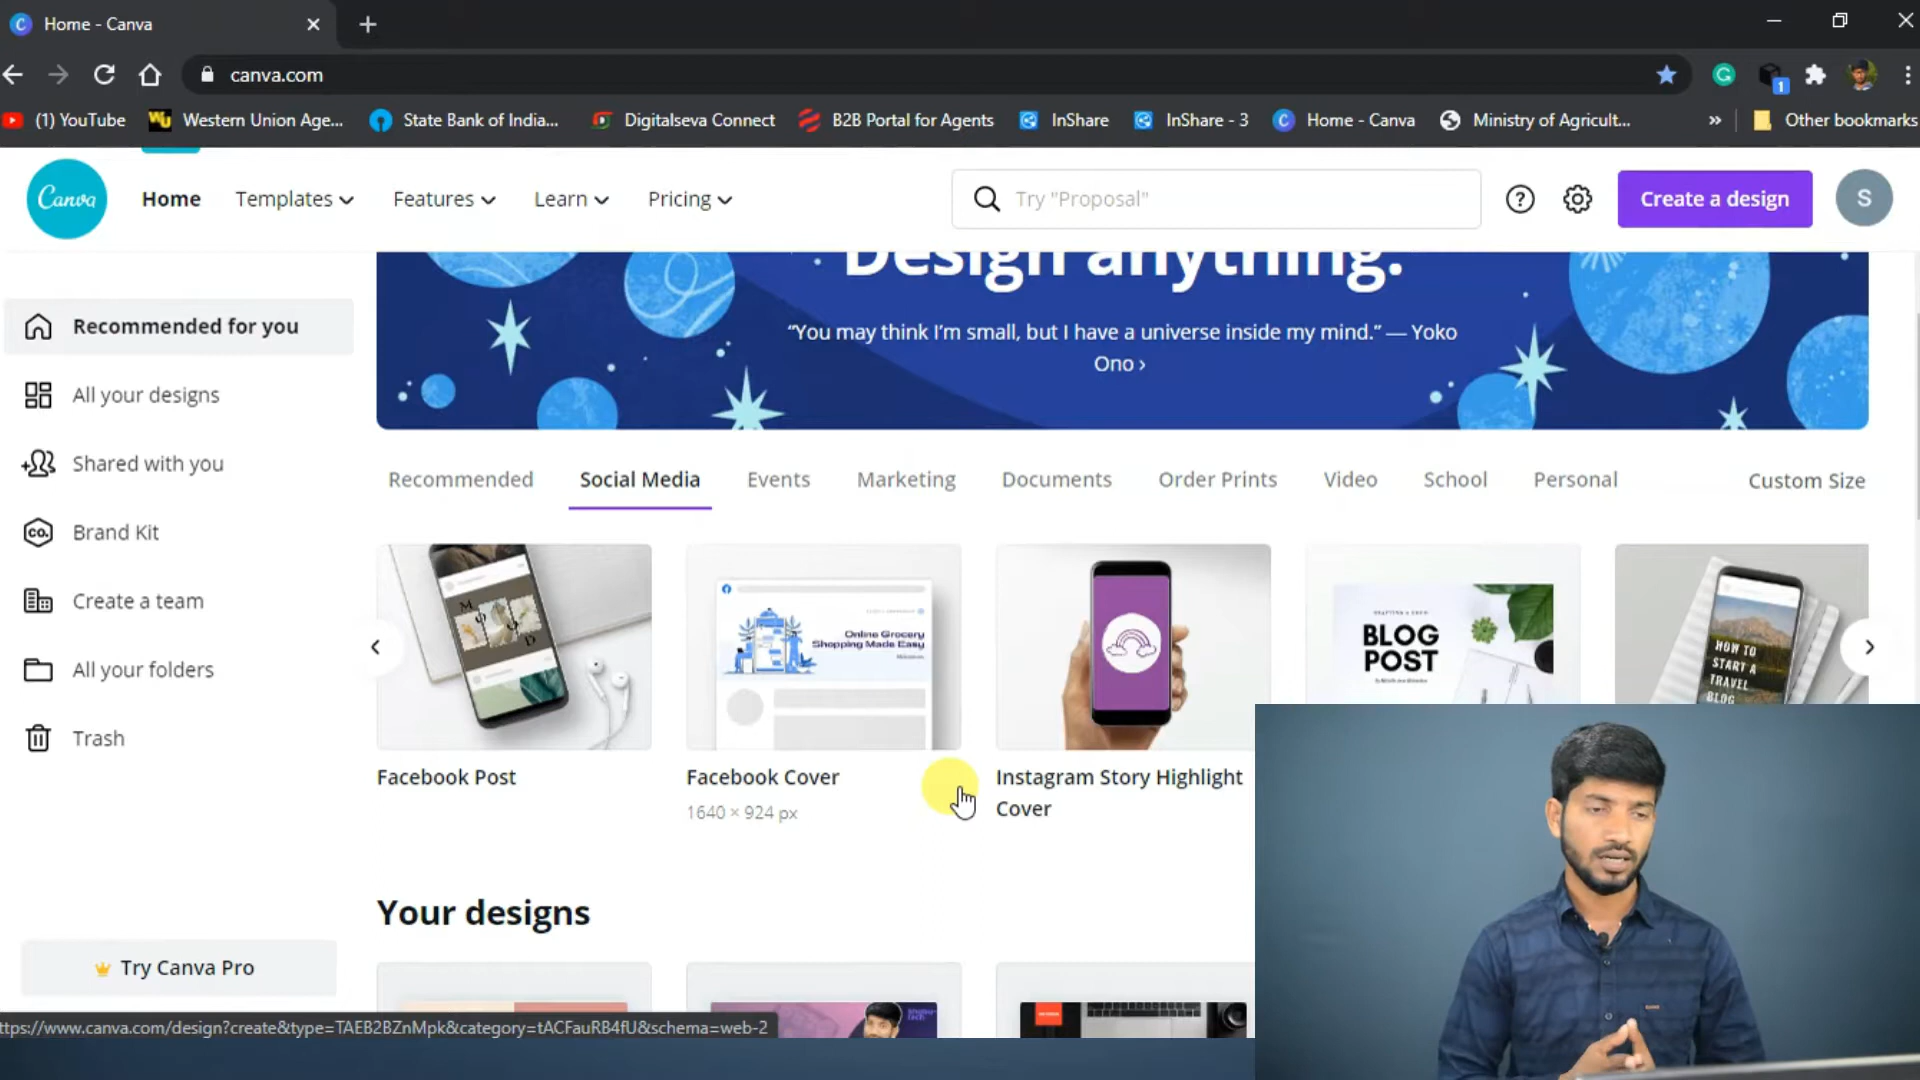 Home - Canva
canva.com
(1) YouTube
Western Union Age...
State Bank of India...
Digitalseva Connect
B2B Portal for Agents
InShare
InShare - 3
Home - Canva
Ministry of Agricult...
Other bookmarks
Canva
Home
Templates
Features
Learn
Pricing
Try "Proposal"
Create a design
S
Design anything.
“You may think I’m small, but I have a universe inside my mind.” — Yoko
Ono ›
Recommended for you
All your designs
Shared with you
Brand Kit
Create a team
All your folders
Trash
Try Canva Pro
Recommended
Social Media
Events
Marketing
Documents
Order Prints
Video
School
Personal
Custom Size
Online Grocery
Shopping Made Easy
BLOG
POST
HOW TO
START A
TRAVEL
BLOG
Facebook Post
Facebook Cover
1640 × 924 px
Instagram Story Highlight
Cover
Your designs
ttps://www.canva.com/design?create&type=TAEB2BZnMpk&category=tACFauRB4fU&schema=web-2